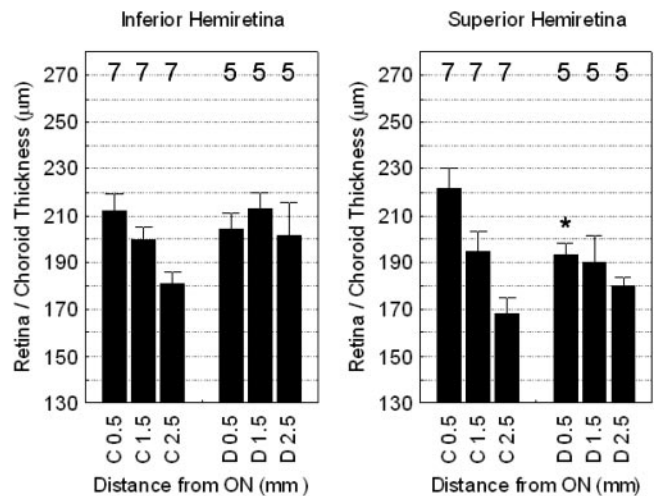 Inferior Hemiretina
Retina / Choroid Thickness (µm)
270
250
230
210
190
170
150
130
7 7 7 5 5 5
C 0.5
C 1.5
C 2.5
D 0.5
D 1.5
D 2.5
Distance from ON (mm)
Superior Hemiretina
Retina / Choroid Thickness (µm)
270
250
230
210
190
170
150
130
7 7 7 5 5 5
*
C 0.5
C 1.5
C 2.5
D 0.5
D 1.5
D 2.5
Distance from ON (mm)